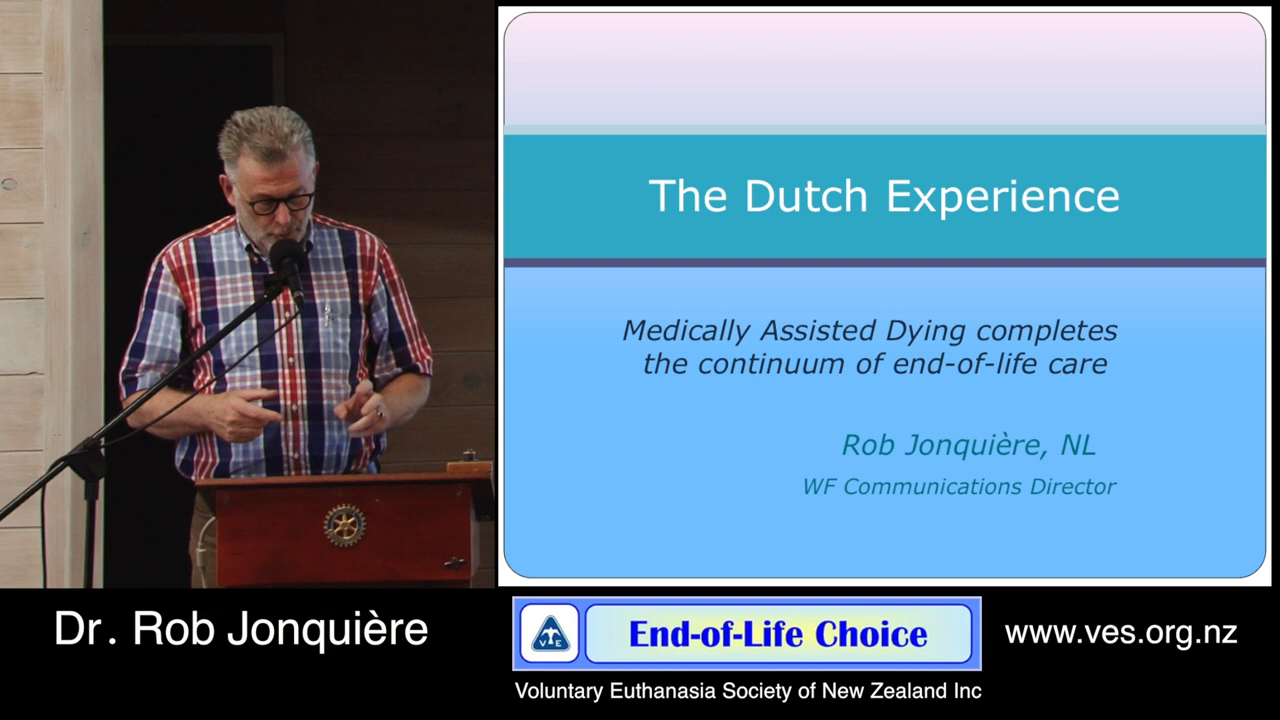 The Dutch Experience
Medically Assisted Dying completes
the continuum of end-of-life care
Rob Jonquière, NL
WF Communications Director
Dr. Rob Jonquière
VE
End-of-Life Choice
www.ves.org.nz
Voluntary Euthanasia Society of New Zealand Inc